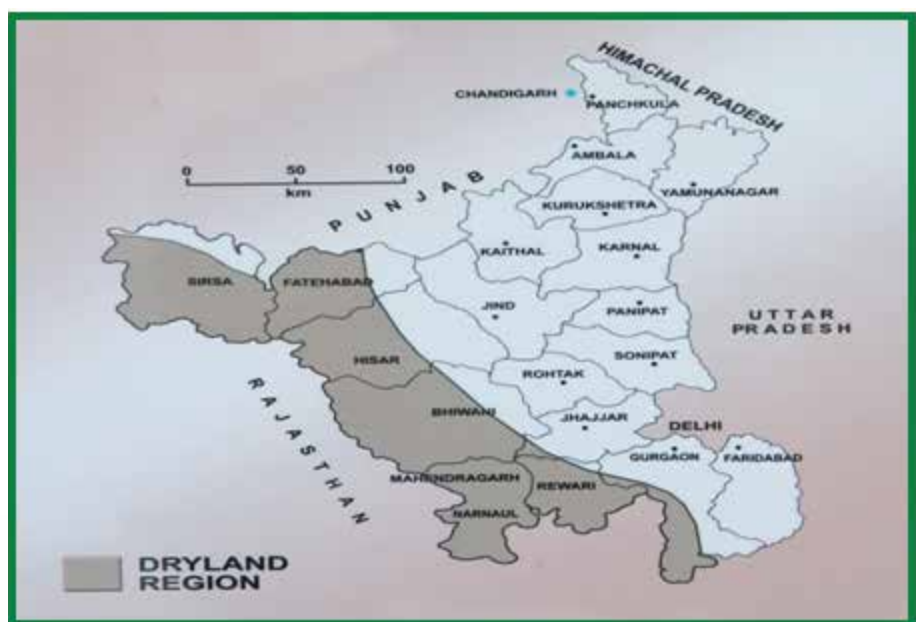 HIMACHAL PRADESH
CHANDIGARH
PANCHKULA
AMBALA
0 50 100
km
YAMUNANAGAR
PUNJAB
KURUKSHETRA
KAITHAL
KARNAL
SIRSA
FATEHABAD
JIND
PANIPAT
UTTAR
PRADESH
HISAR
SONIPAT
ROHTAK
RAJASTHAN
BHIWANI
JHAJJAR
DELHI
GURGAON
FARIDABAD
MAHENDRAGARH
REWARI
NARNAUL
DRYLAND
REGION